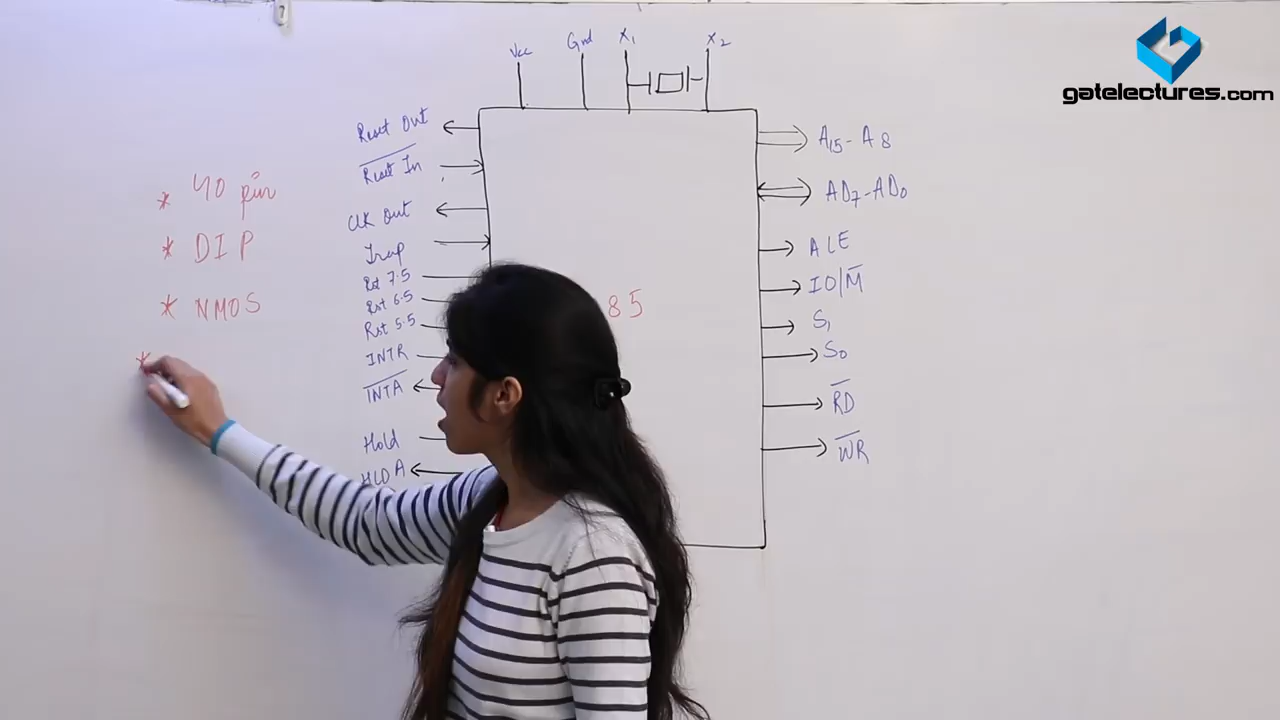 7
Vcc Gnd X1 X2
gatelectures.com
Reset Out
Reset In
Clk Out
Trap
Rst 7.5
Rst 6.5
Rst 5.5
INTR
INTA
Hold
HLDA
* 40 pin
* DIP
* NMOS
*
85
A15-A8
AD7-AD0
ALE
IO/M̅
S1
S0
R̅D̅
W̅R̅